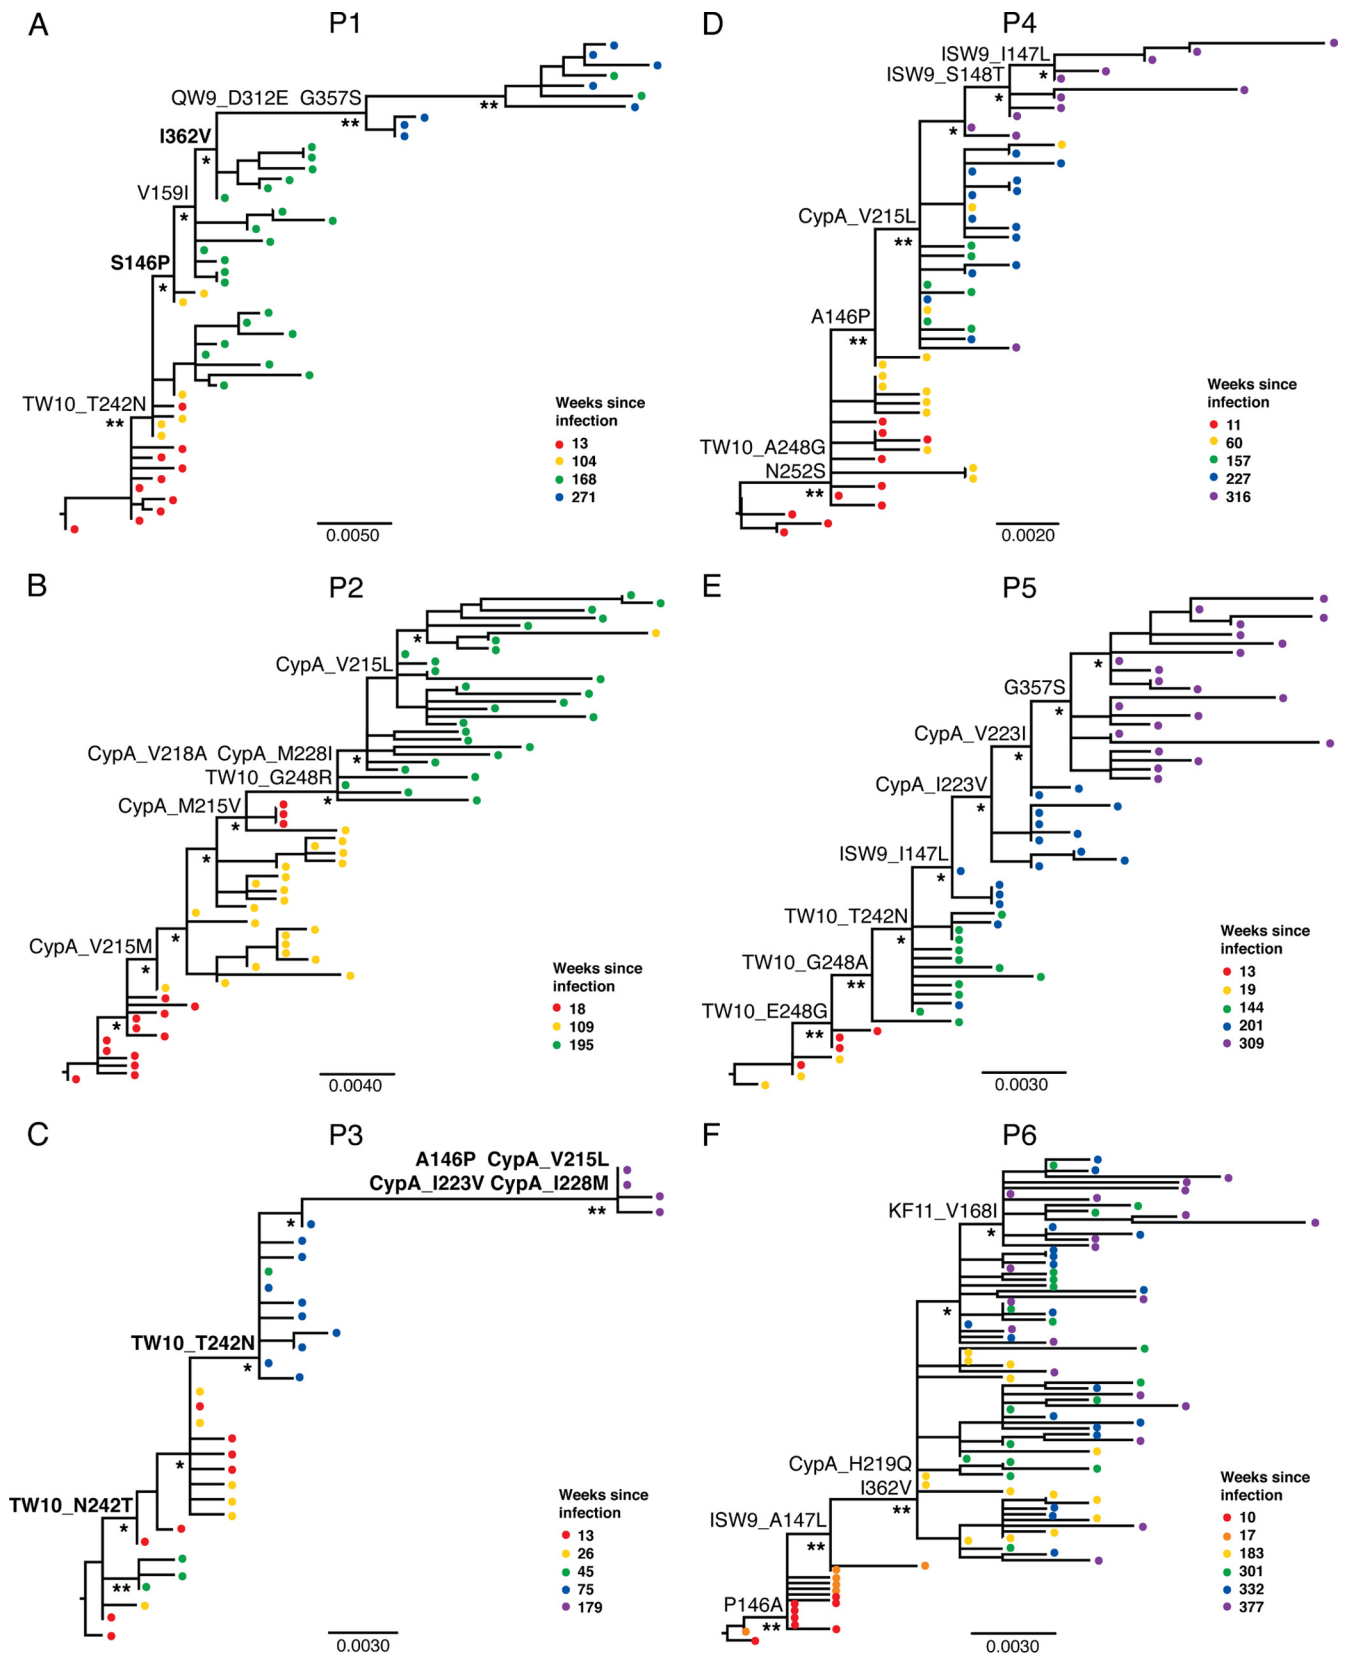 A P1
QW9_D312E G357S
**
**
I362V
*
V159I
*
S146P
*
TW10_T242N
**
Weeks since
infection
13
104
168
271
0.0050
B P2
*
CypA_V215L
CypA_V218A CypA_M228I
*
TW10_G248R
*
CypA_M215V
*
*
CypA_V215M
*
*
*
Weeks since
infection
18
109
195
0.0040
C P3
A146P CypA_V215L
CypA_I223V CypA_I228M
**
*
TW10_T242N
*
*
TW10_N242T
*
**
Weeks since
infection
13
26
45
75
179
0.0030
D P4
ISW9_I147L
ISW9_S148T
*
*
*
CypA_V215L
**
A146P
**
TW10_A248G
N252S
**
Weeks since
infection
11
60
157
227
316
0.0020
E P5
*
G357S
*
CypA_V223I
*
CypA_I223V
*
ISW9_I147L
*
TW10_T242N
*
TW10_G248A
**
TW10_E248G
**
Weeks since
infection
13
19
144
201
309
0.0030
F P6
KF11_V168I
*
*
CypA_H219Q
I362V
**
ISW9_A147L
**
P146A
**
Weeks since
infection
10
17
183
301
332
377
0.0030